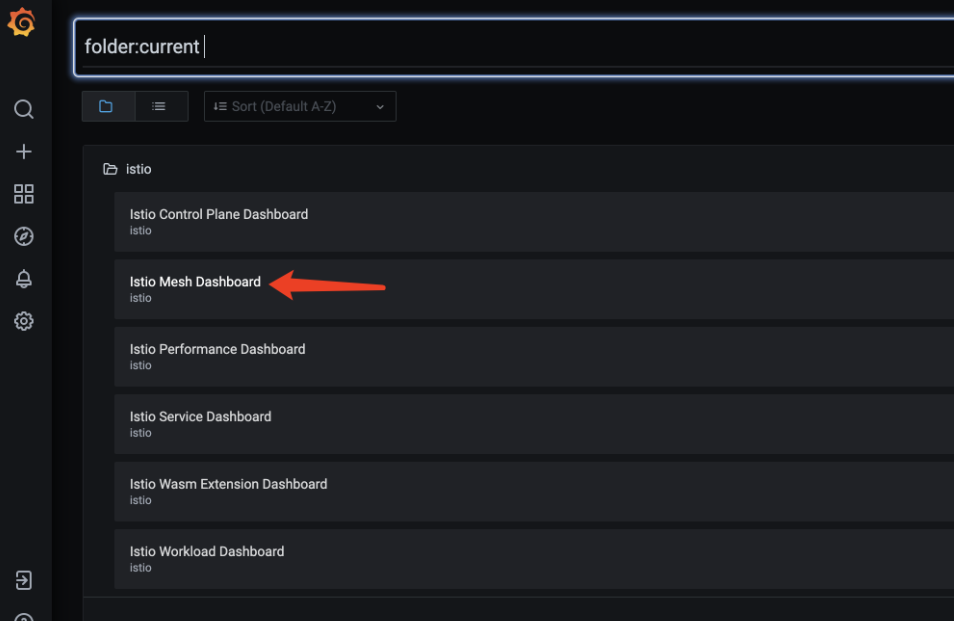 folder:current
Sort (Default A-Z)
istio
Istio Control Plane Dashboard
istio
Istio Mesh Dashboard
istio
Istio Performance Dashboard
istio
Istio Service Dashboard
istio
Istio Wasm Extension Dashboard
istio
Istio Workload Dashboard
istio